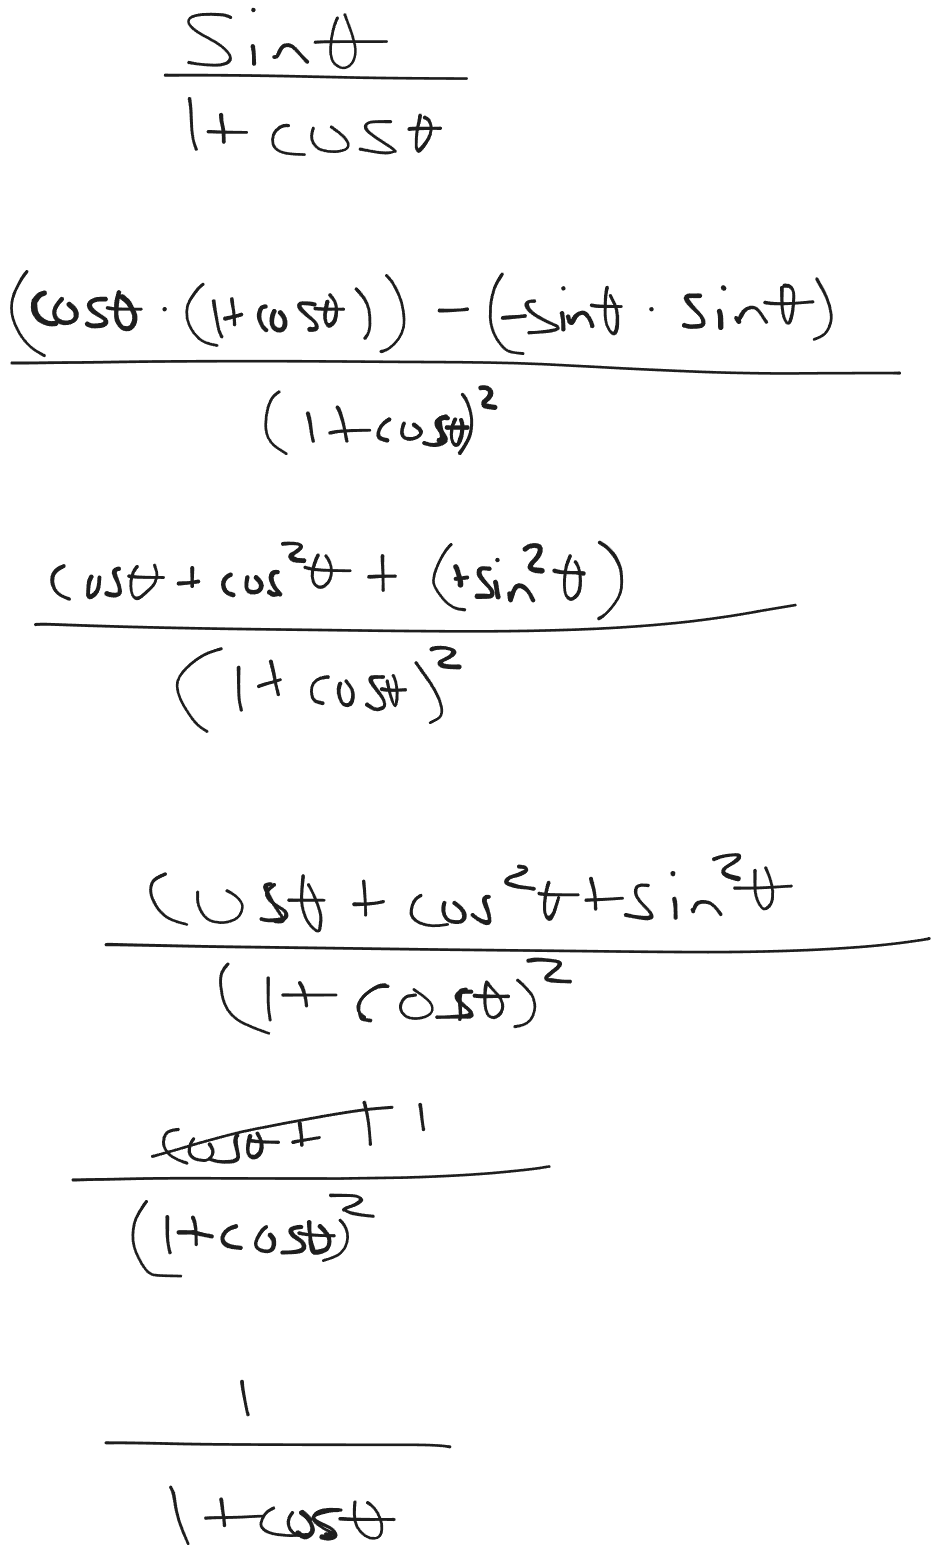 sinθ
1+cosθ
(cosθ · (1+cosθ)) - (-sinθ · sinθ)
(1+cosθ)²
cosθ + cos²θ + (+sin²θ)
(1+cosθ)²
cosθ + cos²θ + sin²θ
(1+cosθ)²
cosθ + 1 1
(1+cosθ)²
1
1+cosθ